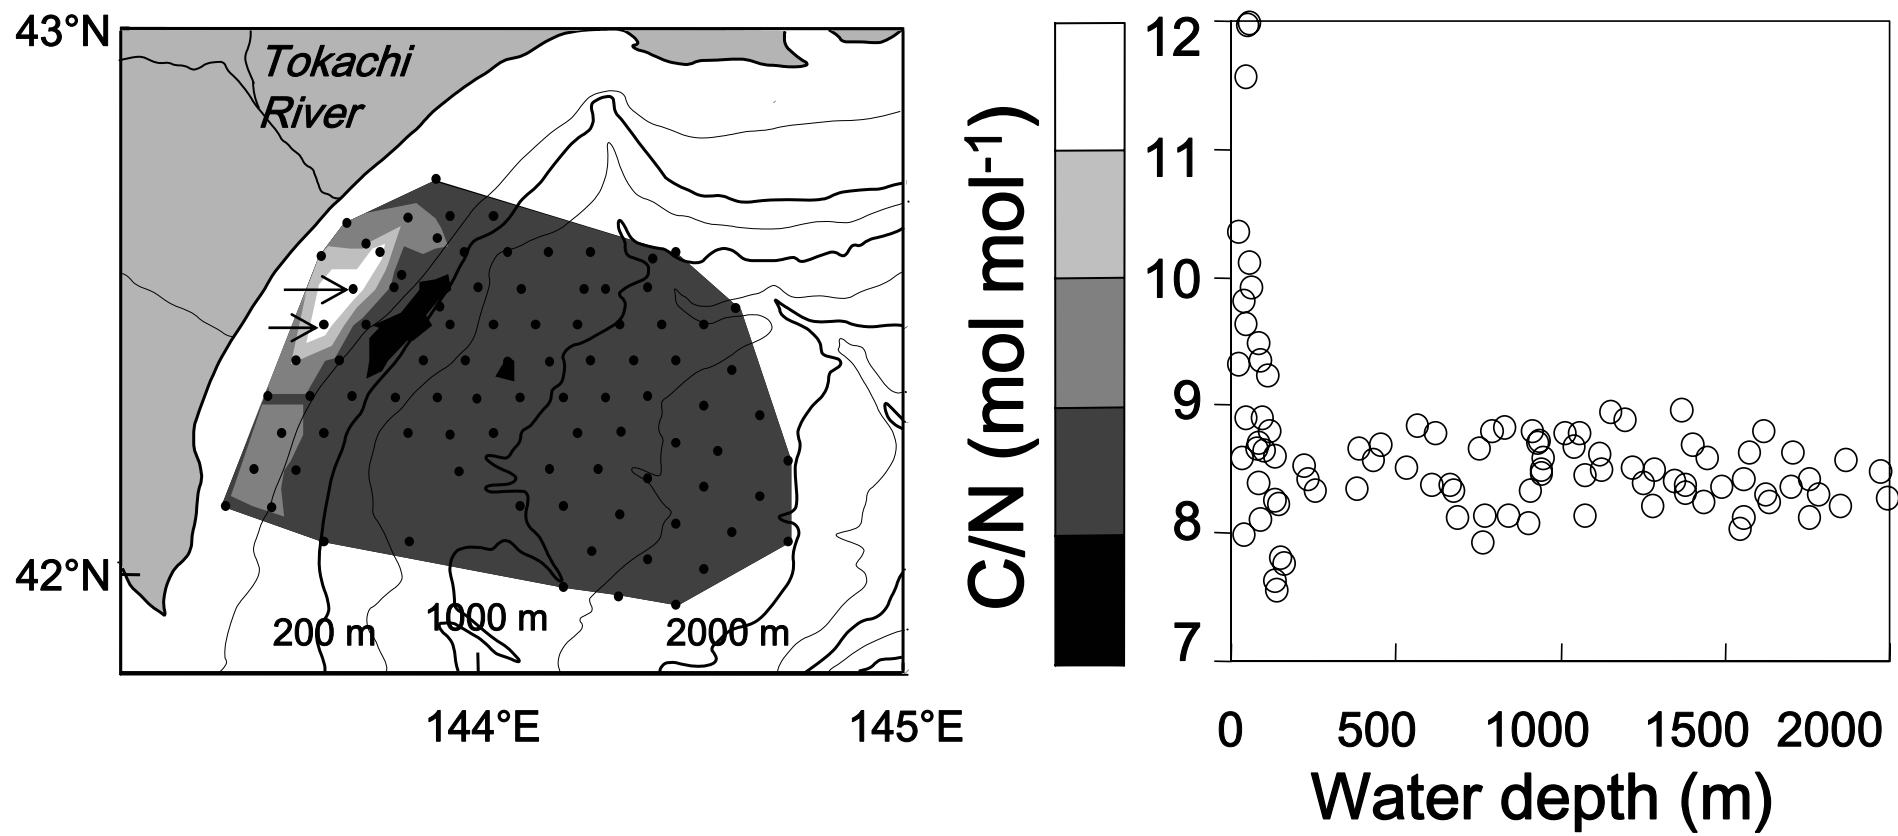 43°N
Tokachi
River
42°N
200 m
1000 m
2000 m
144°E
145°E
C/N (mol mol-1)
12
11
10
9
8
7
0
500
1000
1500
2000
Water depth (m)